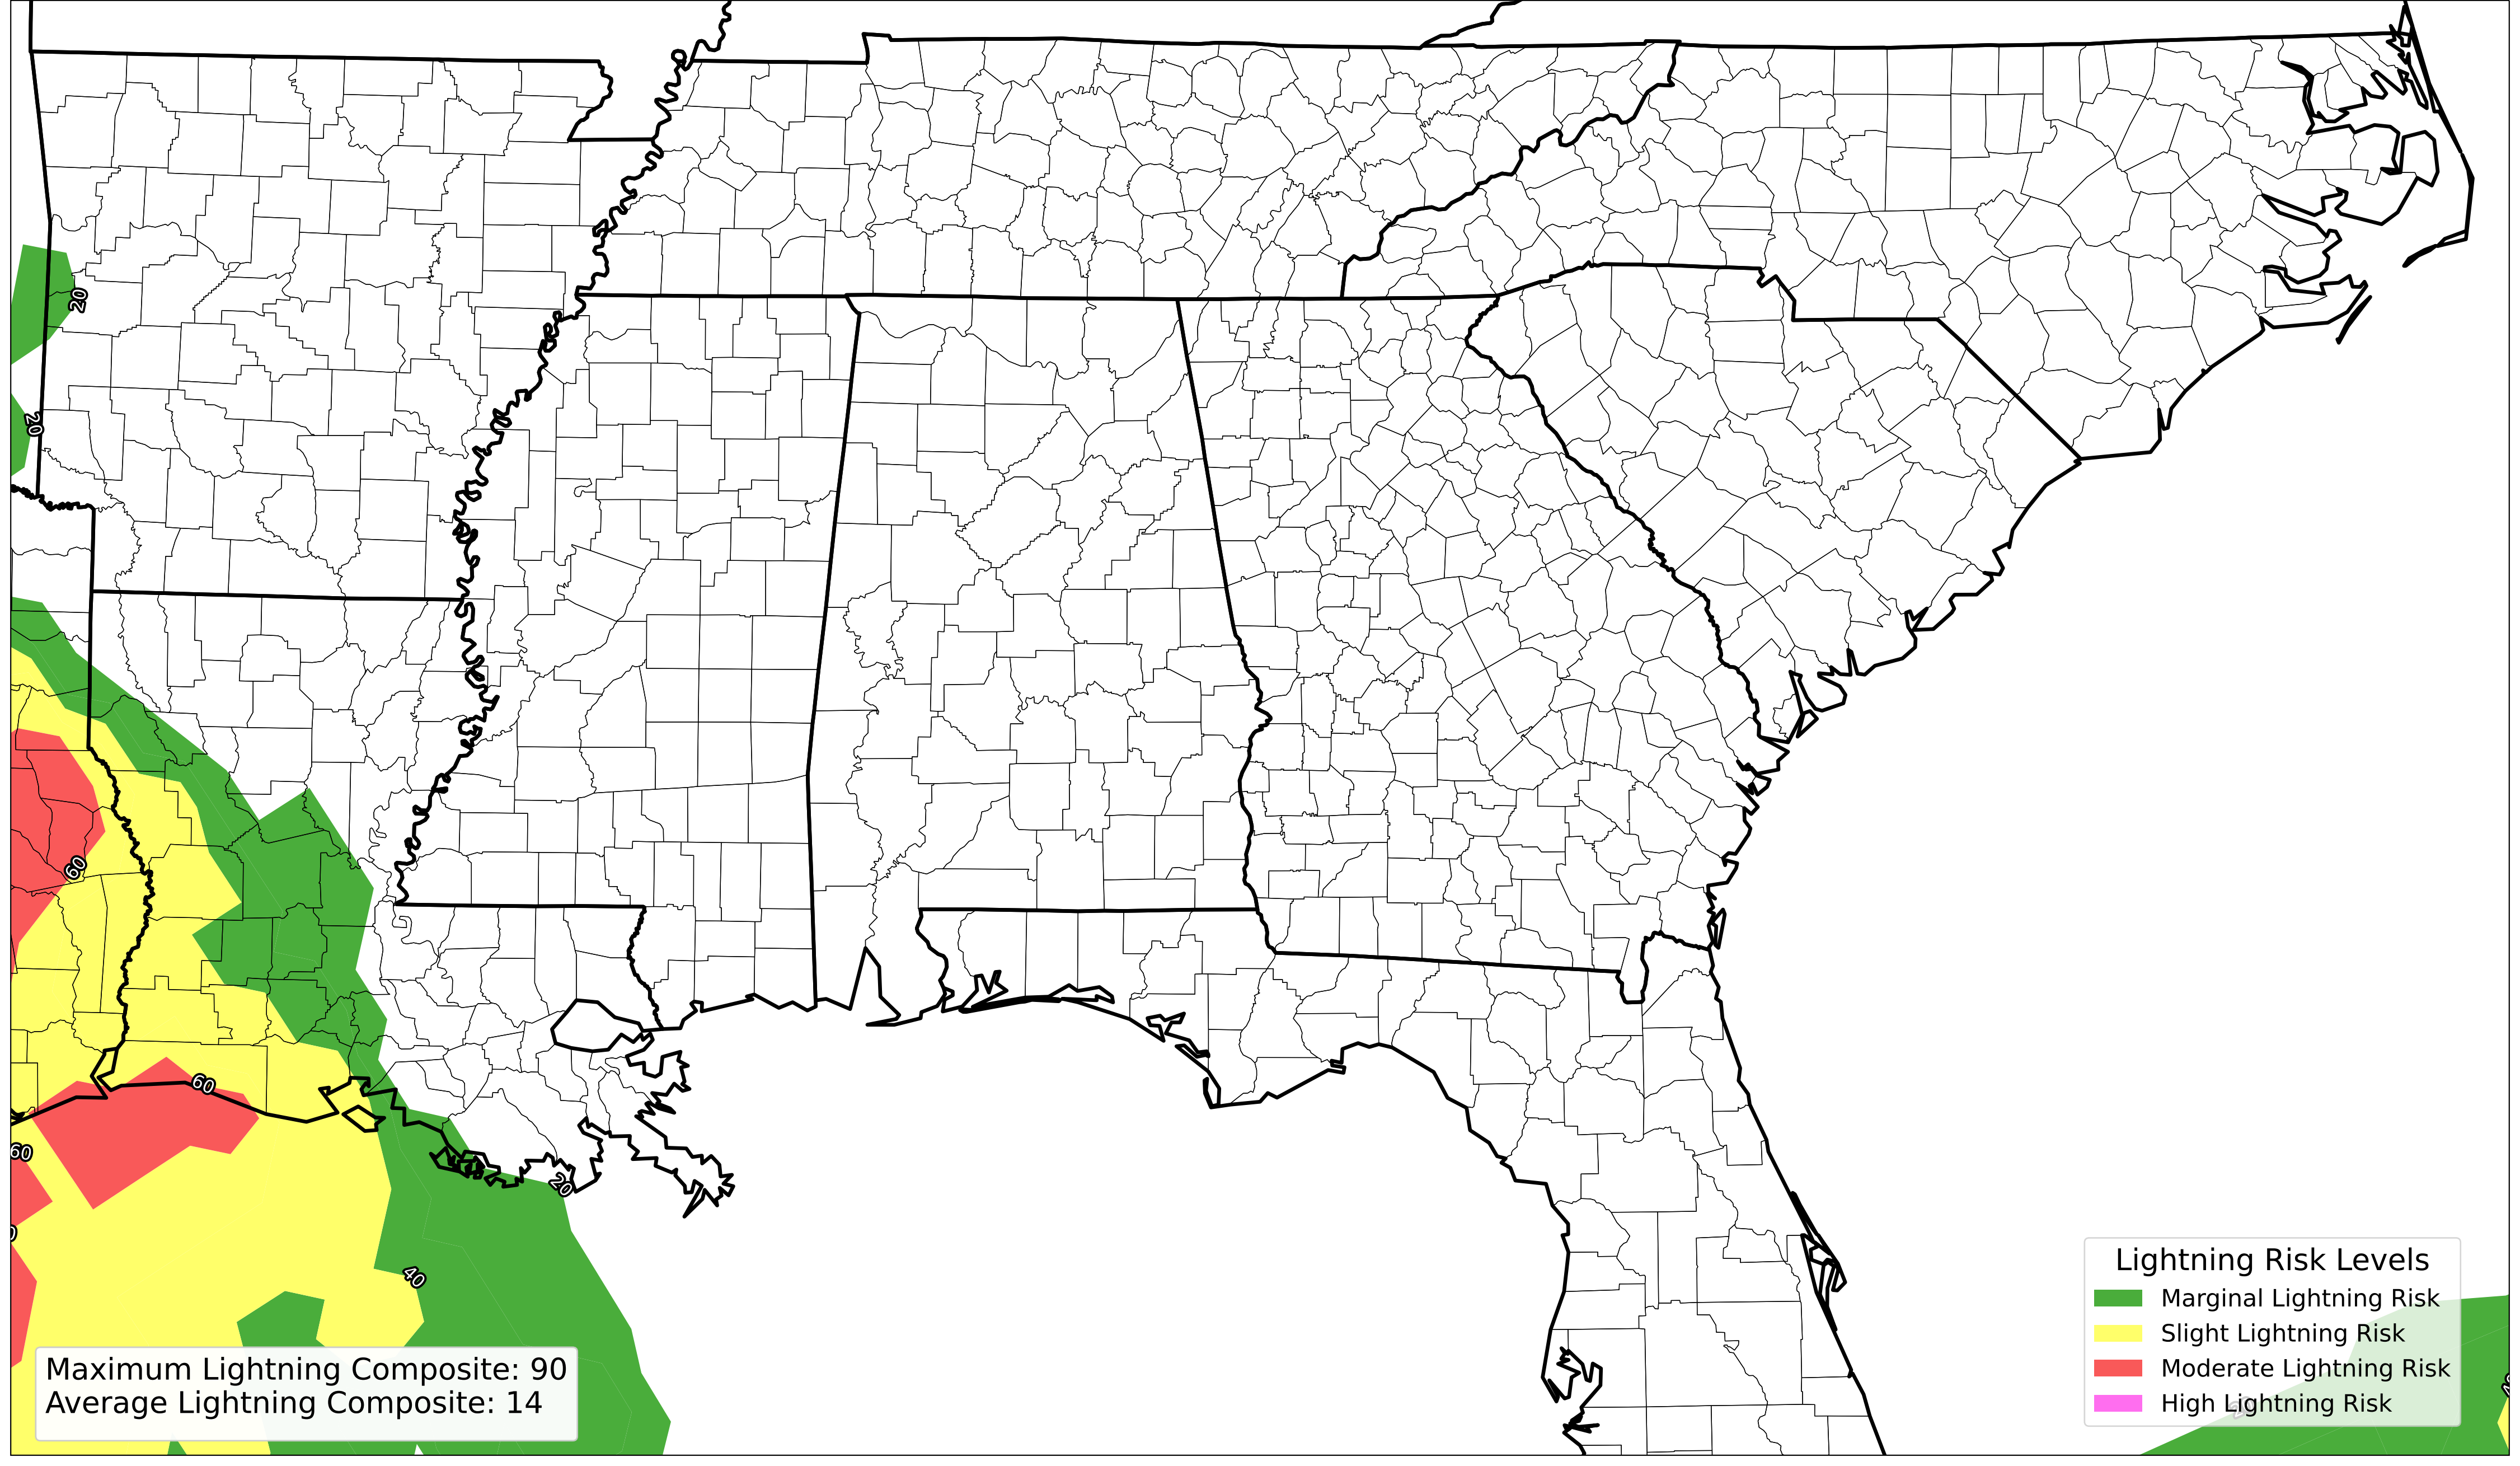 20
20
60
60
60
20
40
Maximum Lightning Composite: 90
Average Lightning Composite: 14
Lightning Risk Levels
Marginal Lightning Risk
Slight Lightning Risk
Moderate Lightning Risk
High Lightning Risk